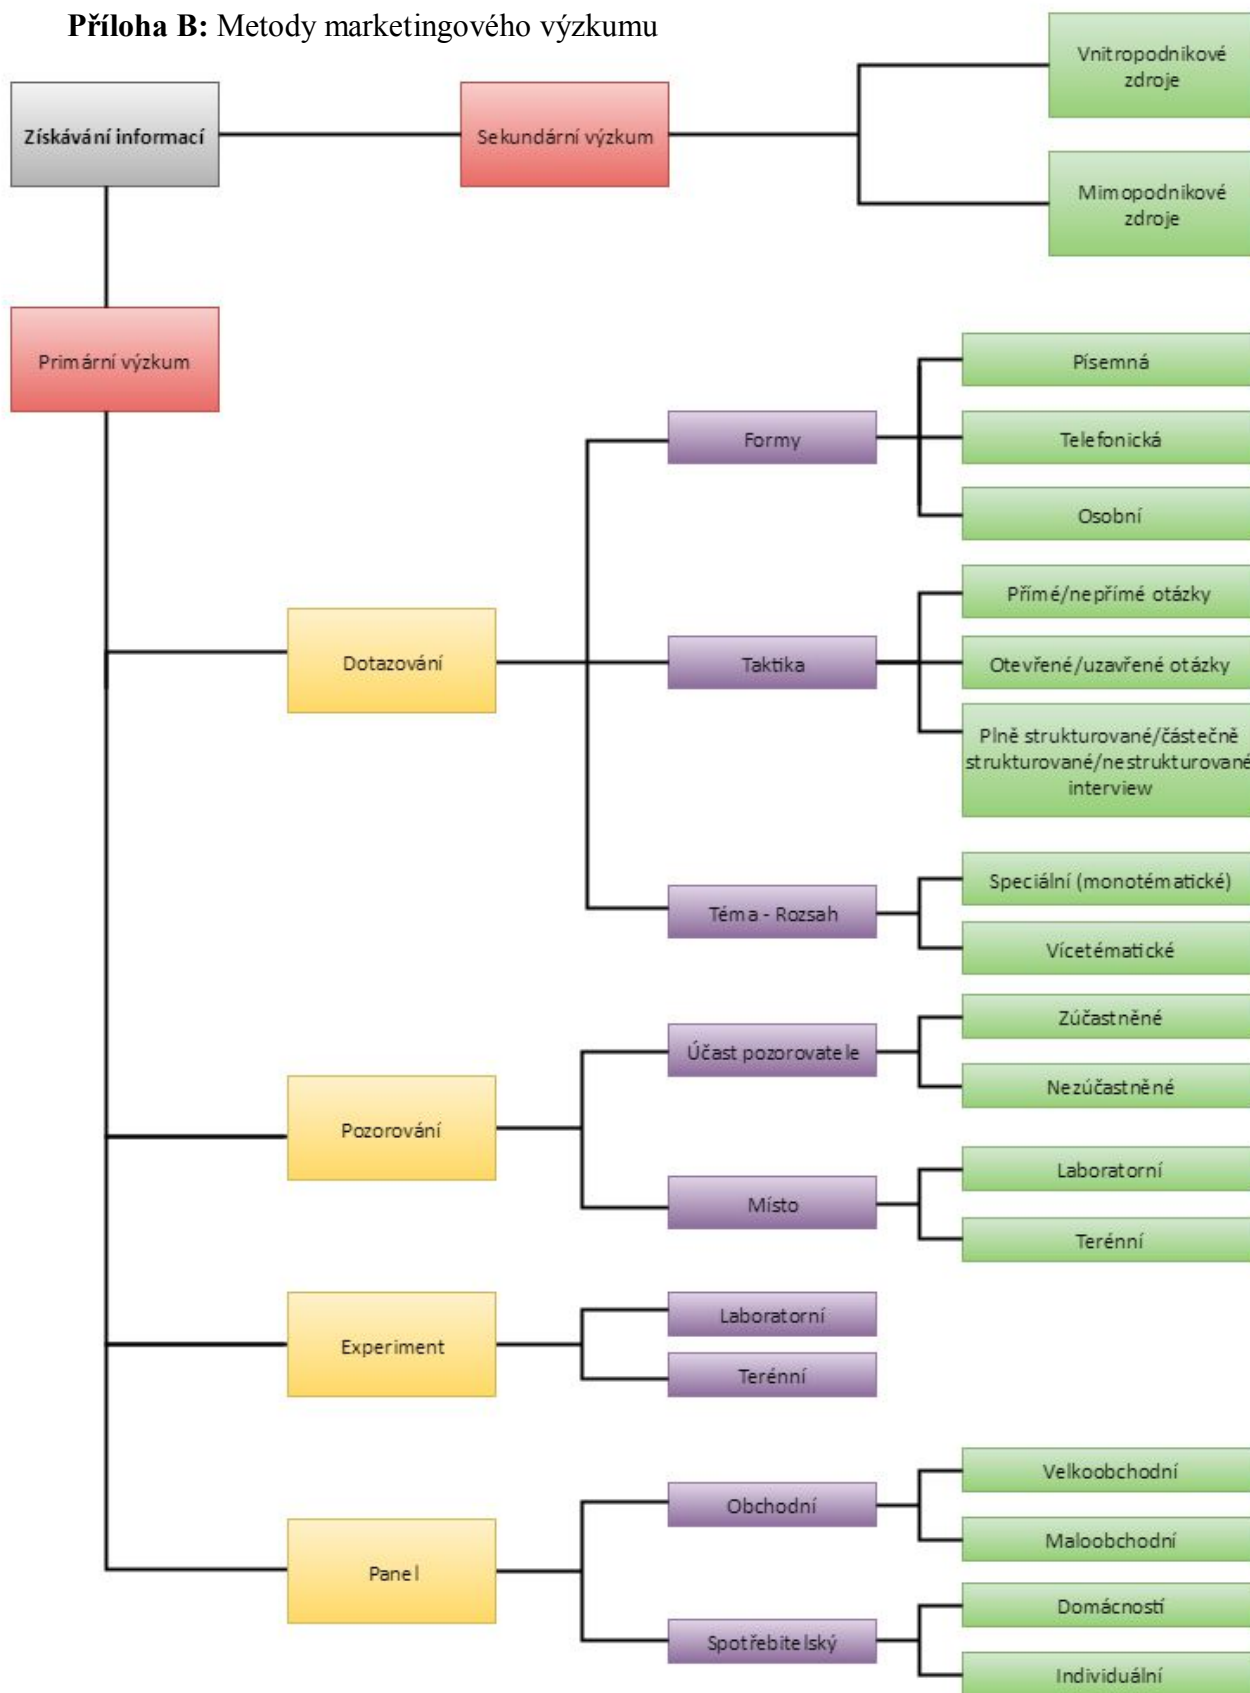 Příloha B: Metody marketingového výzkumu
Získávání informací
Sekundární výzkum
Vnitropodnikové
zdroje
Mimopodnikové
zdroje
Primární výzkum
Dotazování
Formy
Písemná
Telefonická
Osobní
Taktika
Přímé/nepřímé otázky
Otevřené/uzavřené otázky
Plně strukturované/částečně
strukturované/nestrukturované
interview
Téma - Rozsah
Speciální (monotématické)
Vícetématické
Pozorování
Účast pozorovatele
Zúčastněné
Nezúčastněné
Místo
Laboratorní
Terénní
Experiment
Laboratorní
Terénní
Panel
Obchodní
Velkoobchodní
Maloobchodní
Spotřebitelský
Domácností
Individuální